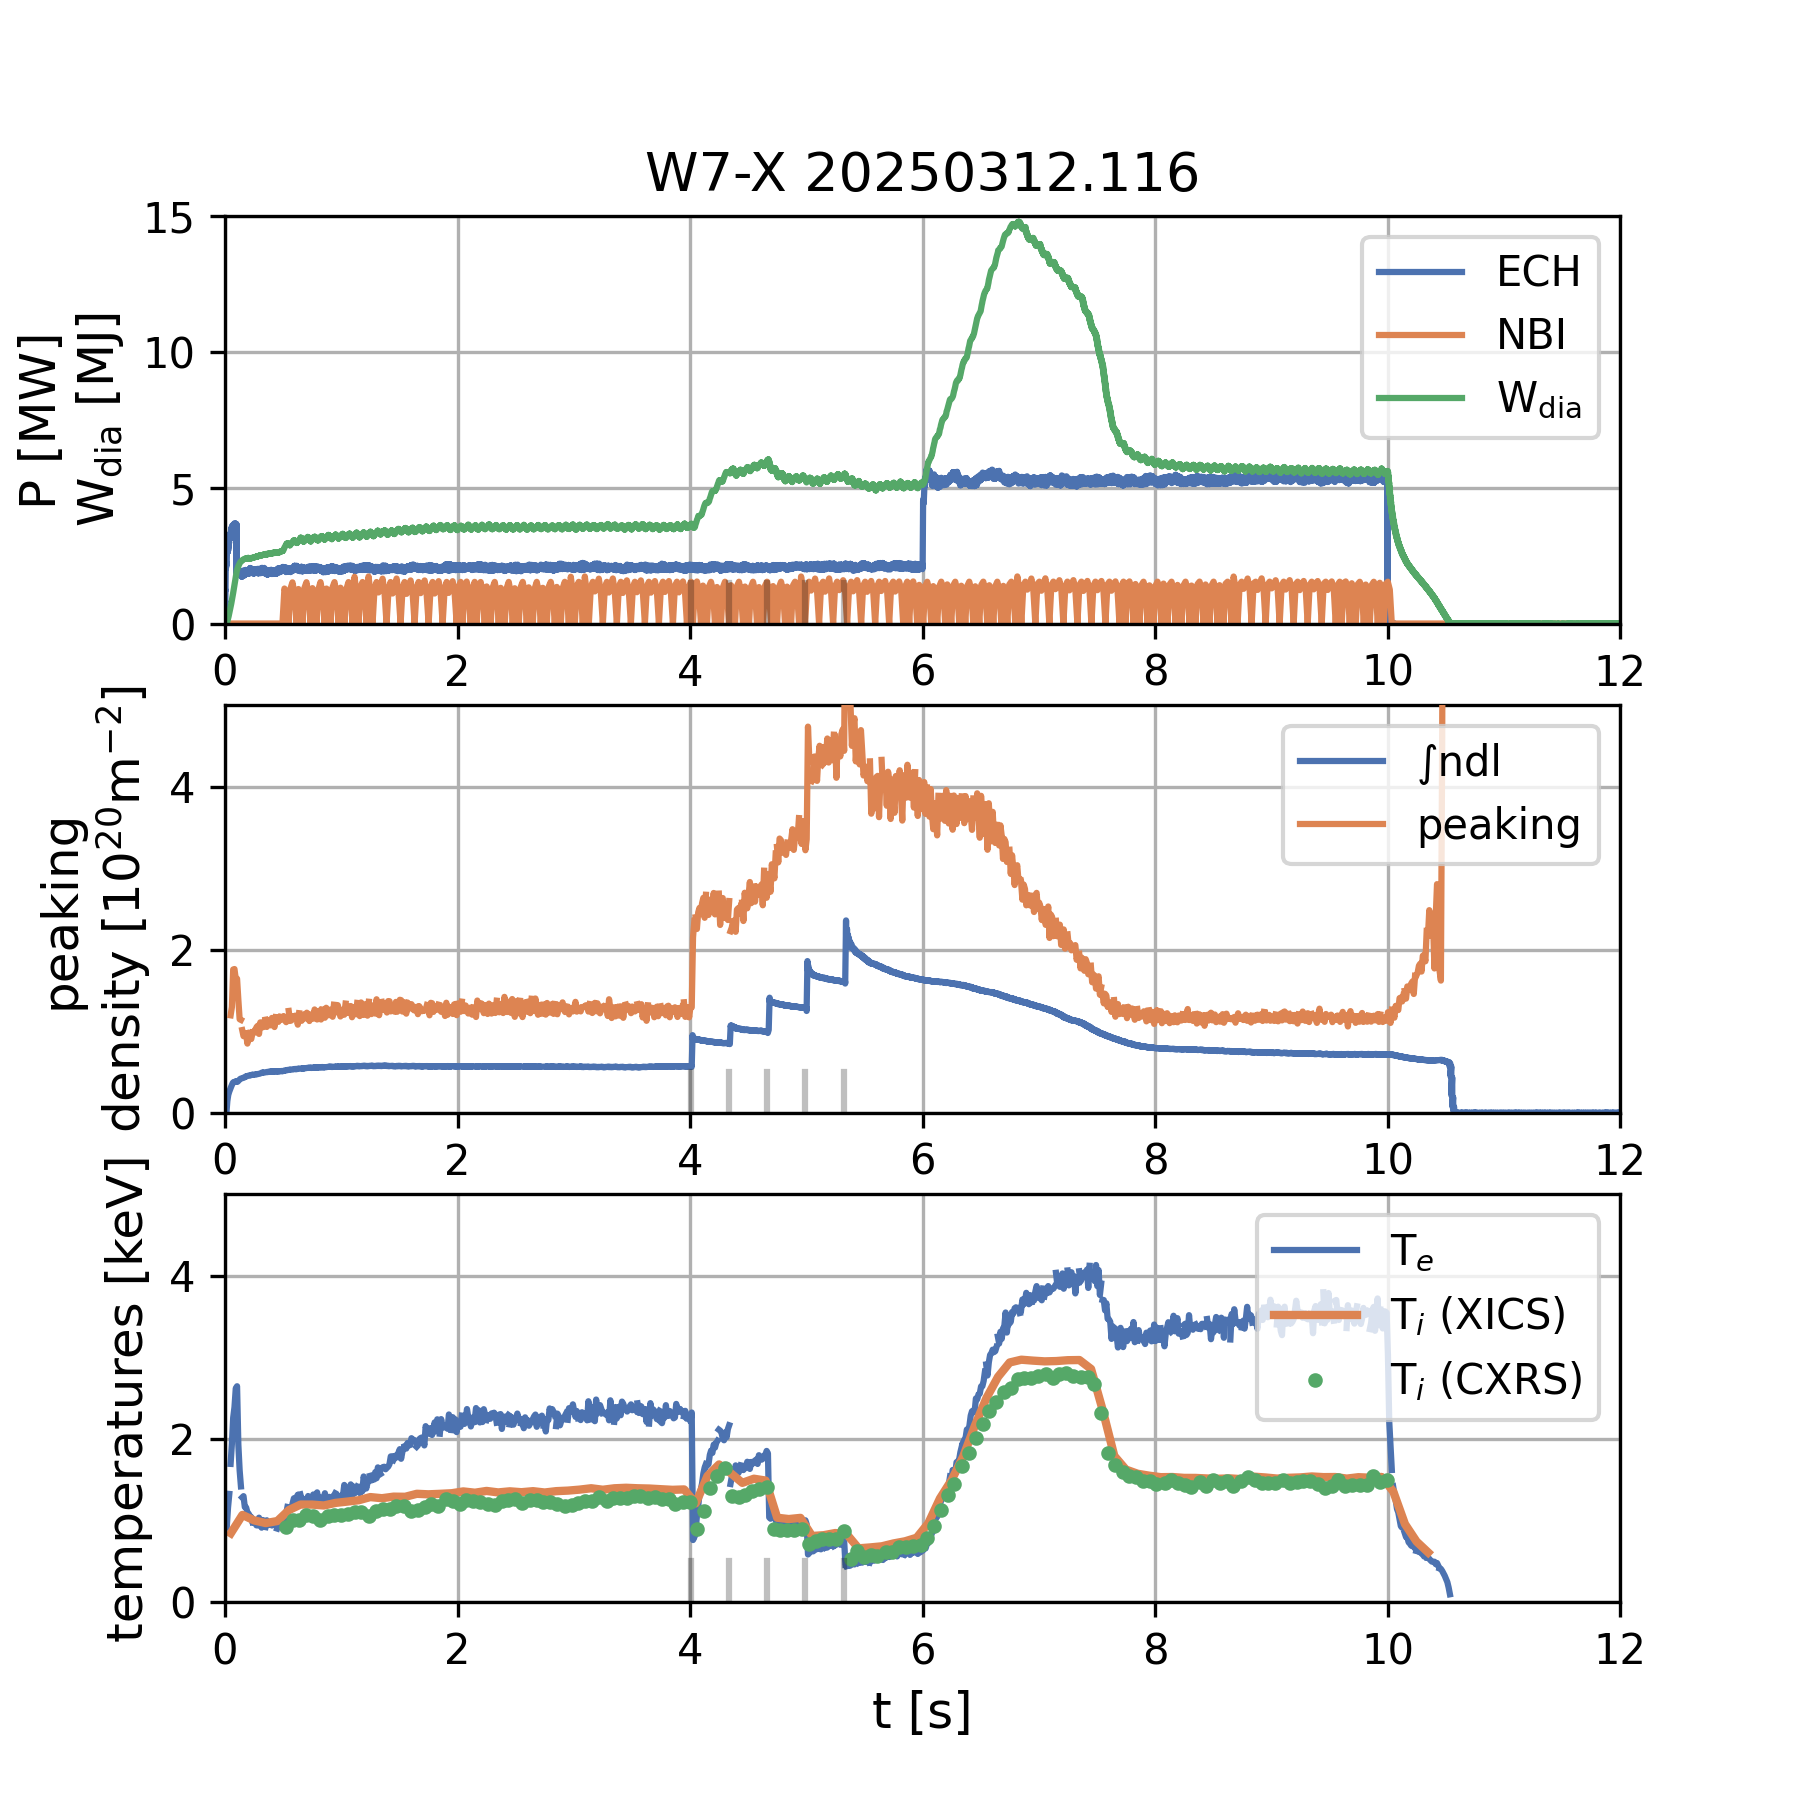 W7-X 20250312.116
P [MW]
W_dia [MJ]
15
10
5
0
ECH
NBI
W_dia
0 2 4 6 8 10 12
peaking
density [10^20 m^−2]
4
2
0
∫ndl
peaking
0 2 4 6 8 10 12
temperatures [keV]
4
2
0
T_e
T_i (XICS)
T_i (CXRS)
0 2 4 6 8 10 12
t [s]